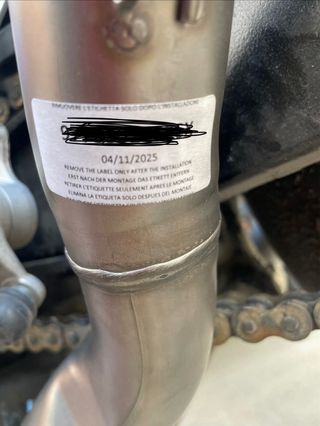 RIMUOVERE L'ETICHETTA SOLO DOPO L'INSTALLAZIONE
04/11/2025
REMOVE THE LABEL ONLY AFTER THE INSTALLATION
ERST NACH DER MONTAGE DAS ETIKETT ENTFERN
RETIRER L'ETIQUETTE SEULEMENT APRES LE MONTAGE
ELIMINA LA ETIQUETA SOLO DESPUES DEL MONTAJE